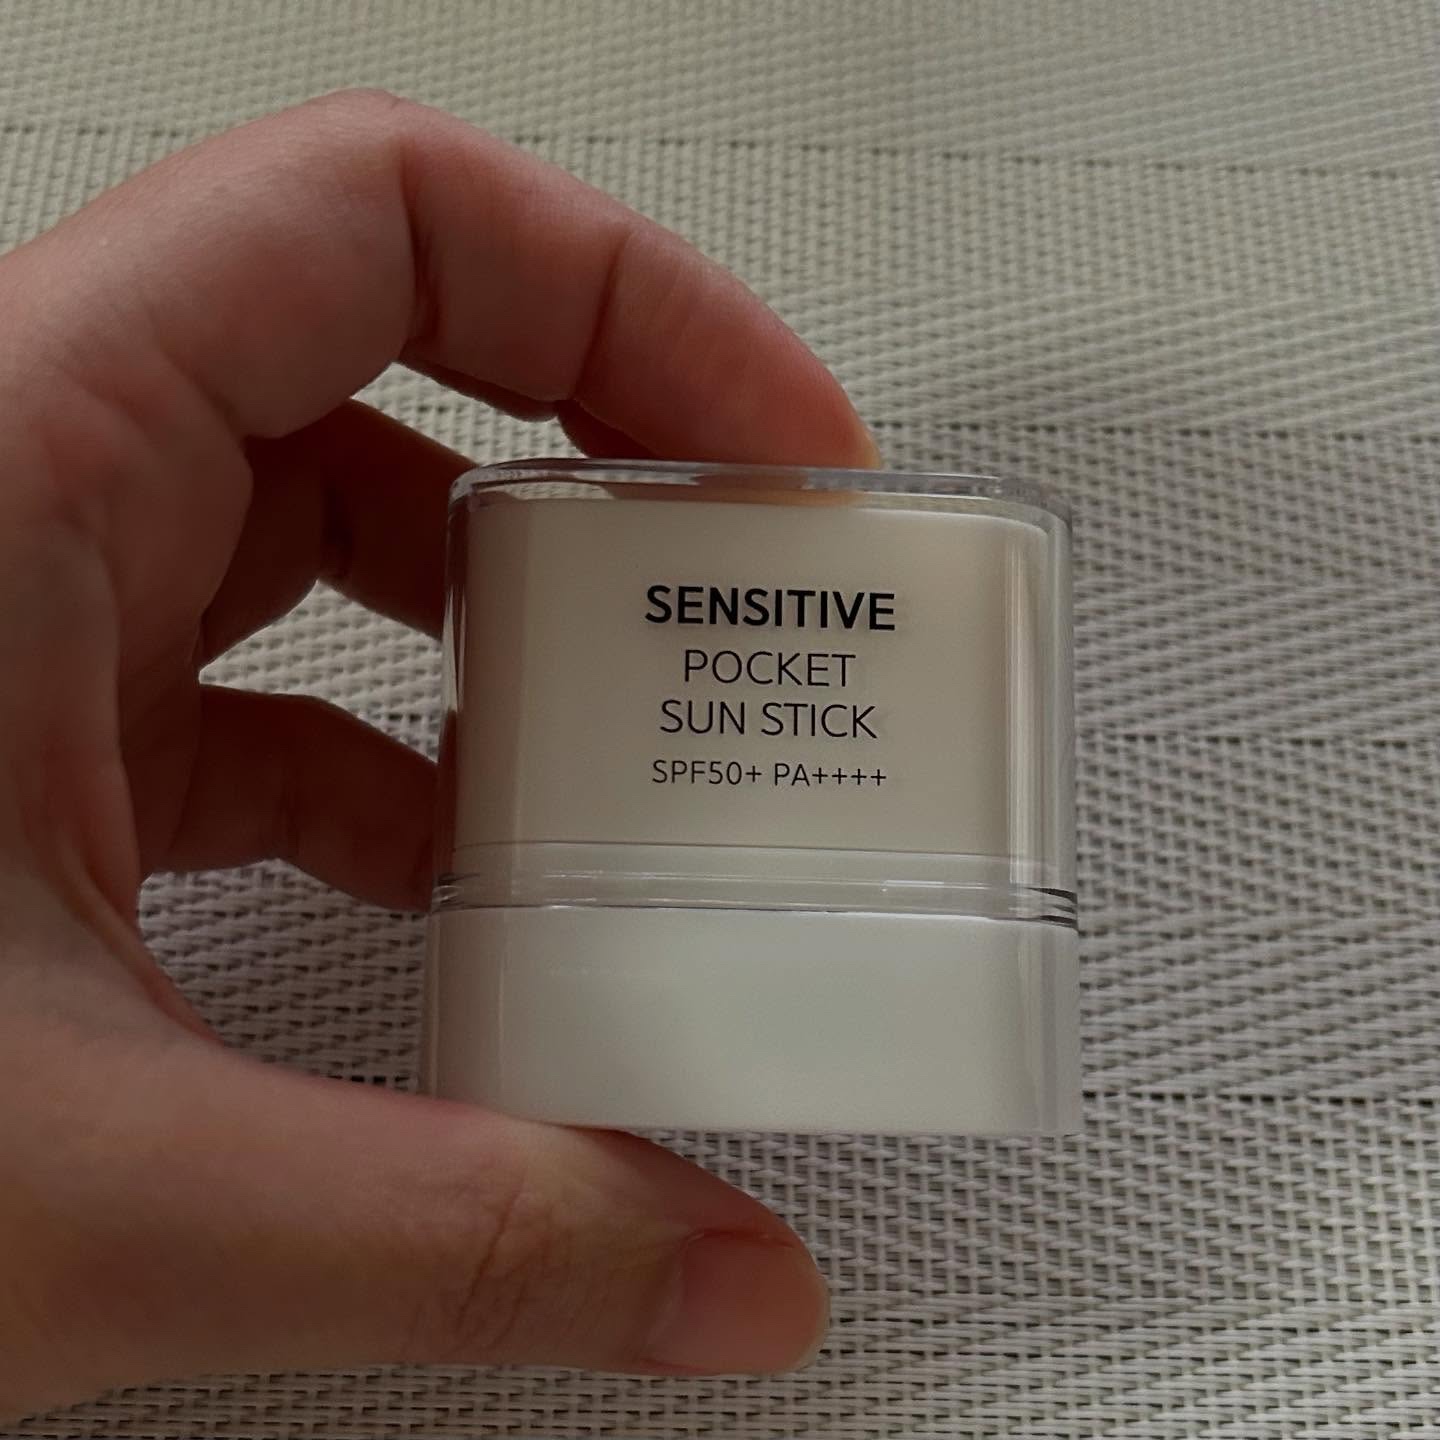 SENSITIVE
POCKET
SUN STICK
SPF50+ PA++++